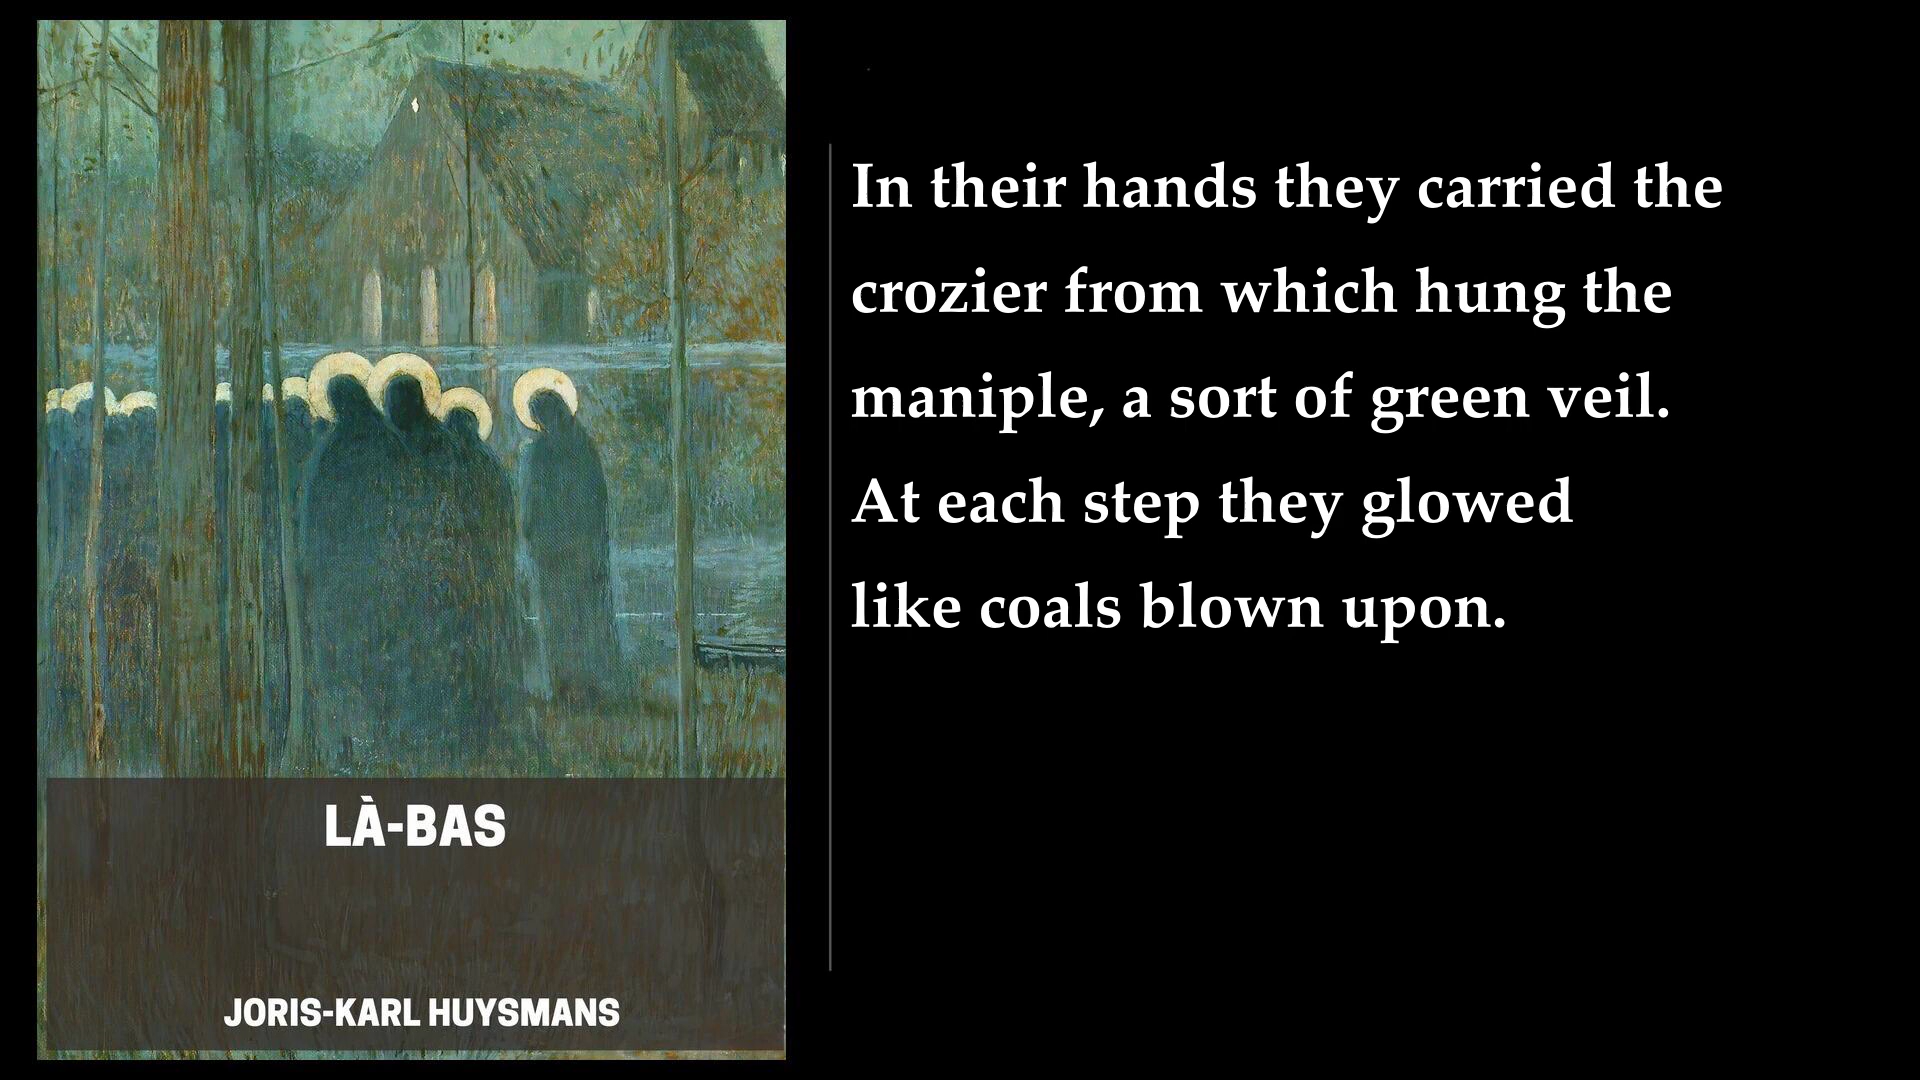 LÀ-BAS
JORIS-KARL HUYSMANS
In their hands they carried the
crozier from which hung the
maniple, a sort of green veil.
At each step they glowed
like coals blown upon.